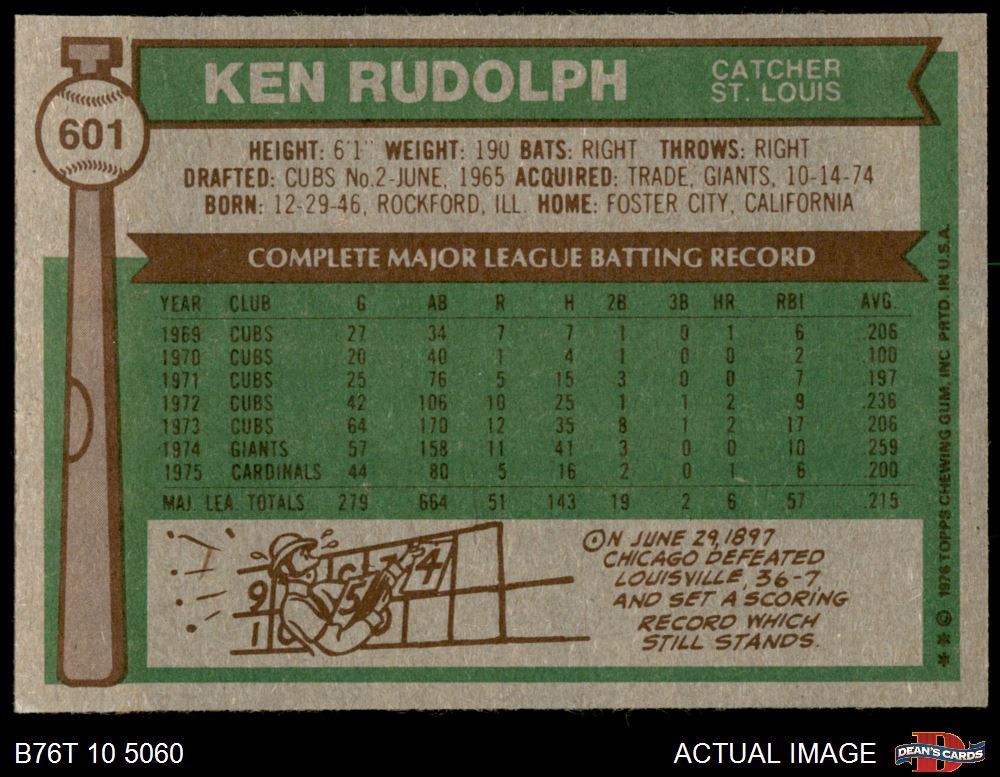 601
KEN RUDOLPH
CATCHER
ST. LOUIS
HEIGHT: 6'1" WEIGHT: 190 BATS: RIGHT THROWS: RIGHT
DRAFTED: CUBS No.2-JUNE, 1965 ACQUIRED: TRADE, GIANTS, 10-14-74
BORN: 12-29-46, ROCKFORD, ILL. HOME: FOSTER CITY, CALIFORNIA
COMPLETE MAJOR LEAGUE BATTING RECORD
YEAR CLUB G AB R H 2B 3B HR RBI AVG.
1969 CUBS 27 34 7 7 1 0 1 6 .206
1970 CUBS 20 40 1 4 1 0 0 2 .100
1971 CUBS 25 76 5 15 3 0 0 7 .197
1972 CUBS 42 106 10 25 1 1 2 9 .236
1973 CUBS 64 170 12 35 8 1 2 17 .206
1974 GIANTS 57 158 11 41 3 0 0 10 .259
1975 CARDINALS 44 80 5 16 2 0 1 6 .200
MAJ. LEA. TOTALS 279 664 51 143 19 2 6 57 .215
9
1
5
7
4
ON JUNE 29, 1897
CHICAGO DEFEATED
LOUISVILLE, 36-7
AND SET A SCORING
RECORD WHICH
STILL STANDS.
** © 1976 TOPPS CHEWING GUM, INC. PRTD. IN U.S.A.
B76T 10 5060
ACTUAL IMAGE
D
DEAN'S CARDS